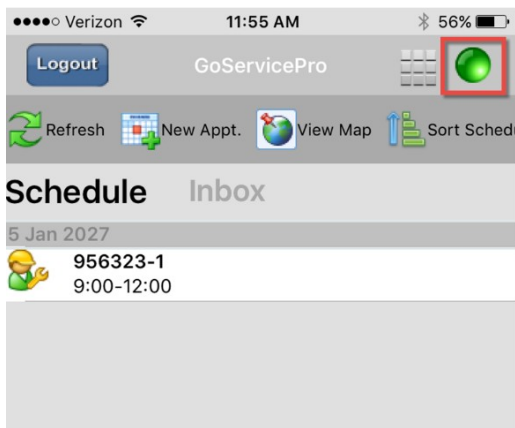 Verizon 11:55 AM 56%
Logout GoServicePro
Refresh New Appt. View Map Sort Sched
Schedule Inbox
5 Jan 2027
956323-1
9:00-12:00